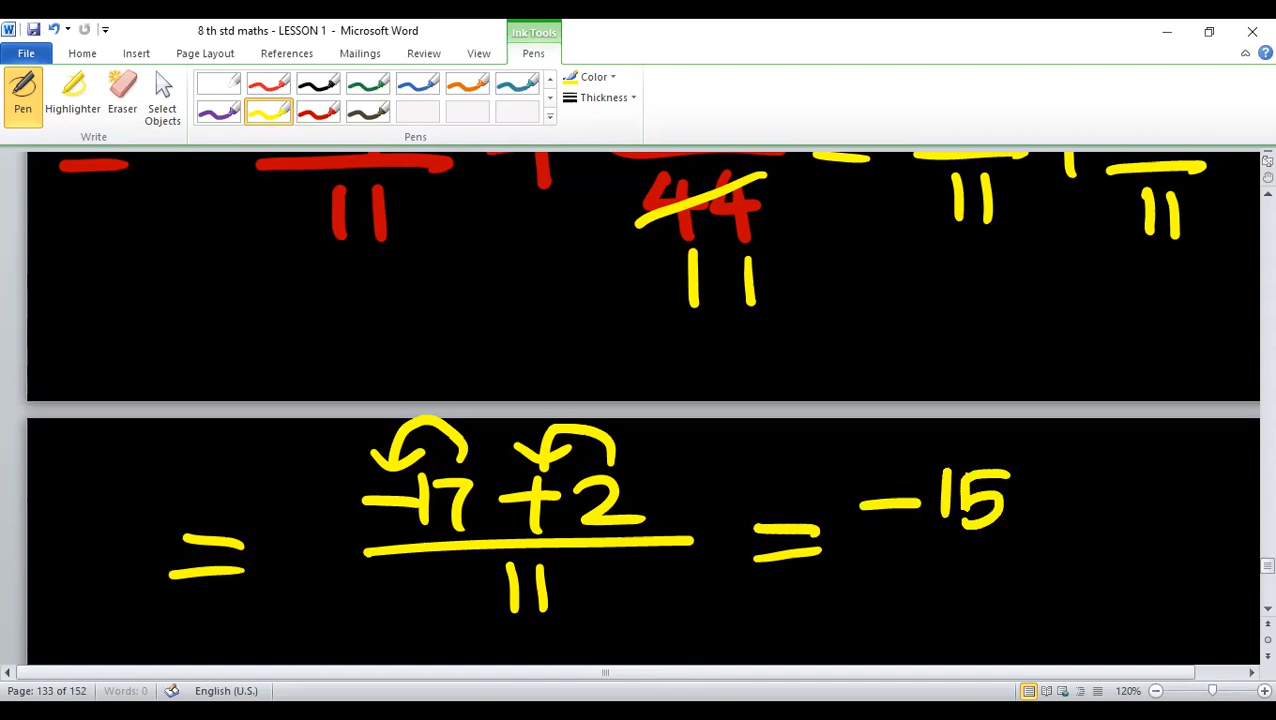 8 th std maths - LESSON 1 - Microsoft Word
Ink Tools
File Home Insert Page Layout References Mailings Review View Pens
Pen Highlighter Eraser Select Objects
Color
Thickness
Write
Pens
= + = +
11 44 11 11
11
= -17 + 2 = -15
11
Page: 133 of 152 Words: 0 English (U.S.) 120%